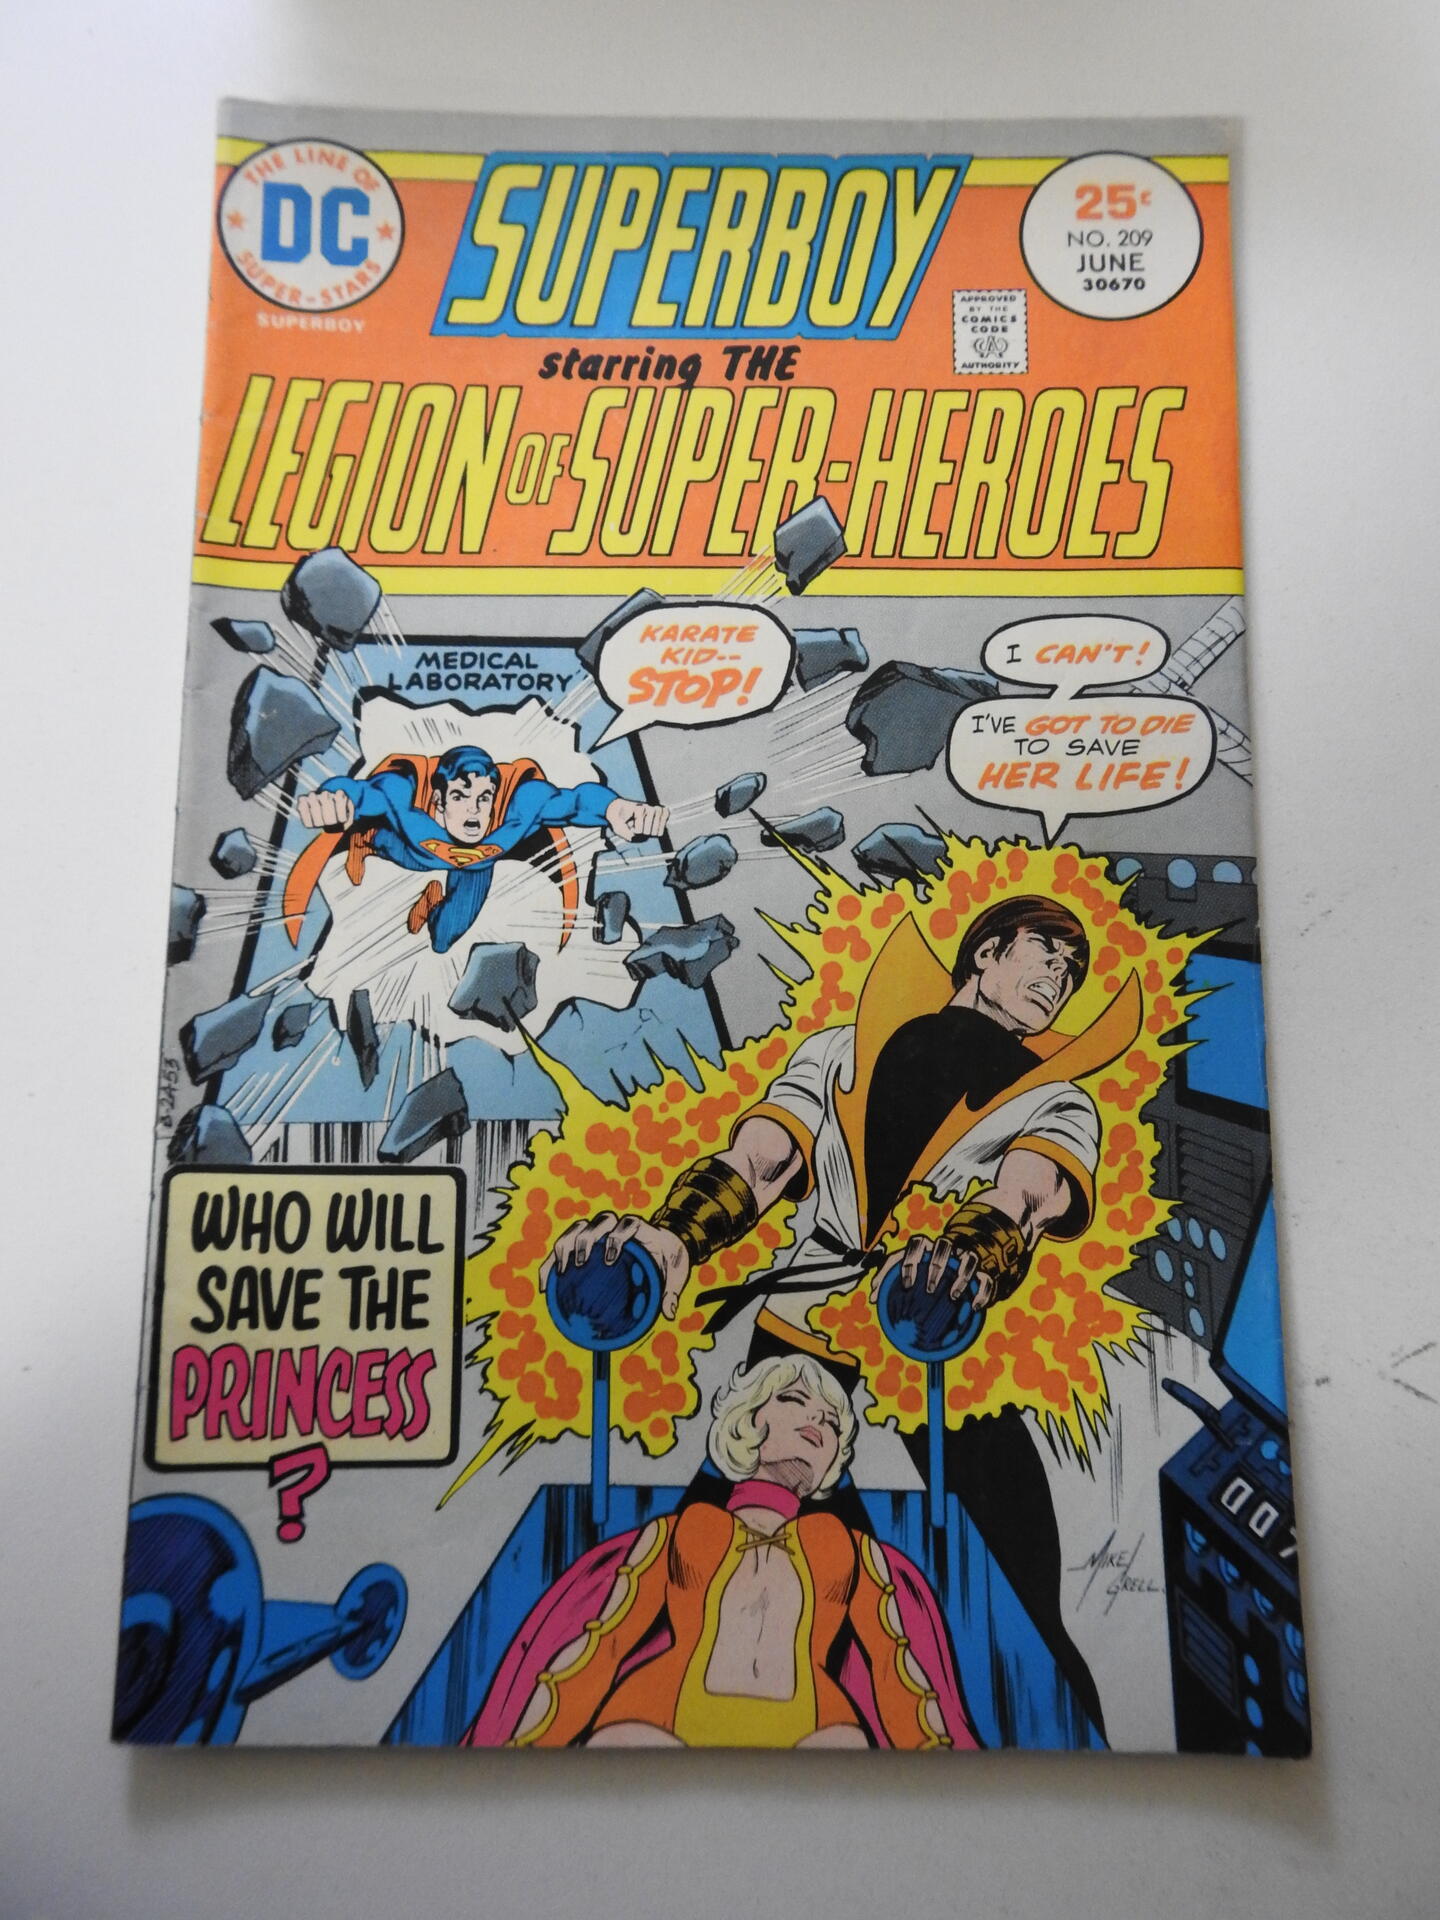 THE LINE OF
DC
SUPER-STARS
SUPERBOY
SUPERBOY
25¢
NO. 209
JUNE
30670
APPROVED
BY THE
COMICS
CODE
AUTHORITY
starring THE
LEGION OF SUPER-HEROES
MEDICAL
LABORATORY
KARATE
KID--
STOP!
I CAN'T!
I'VE GOT TO DIE
TO SAVE
HER LIFE!
WHO WILL
SAVE THE
PRINCESS
?
MIKE
GRELL